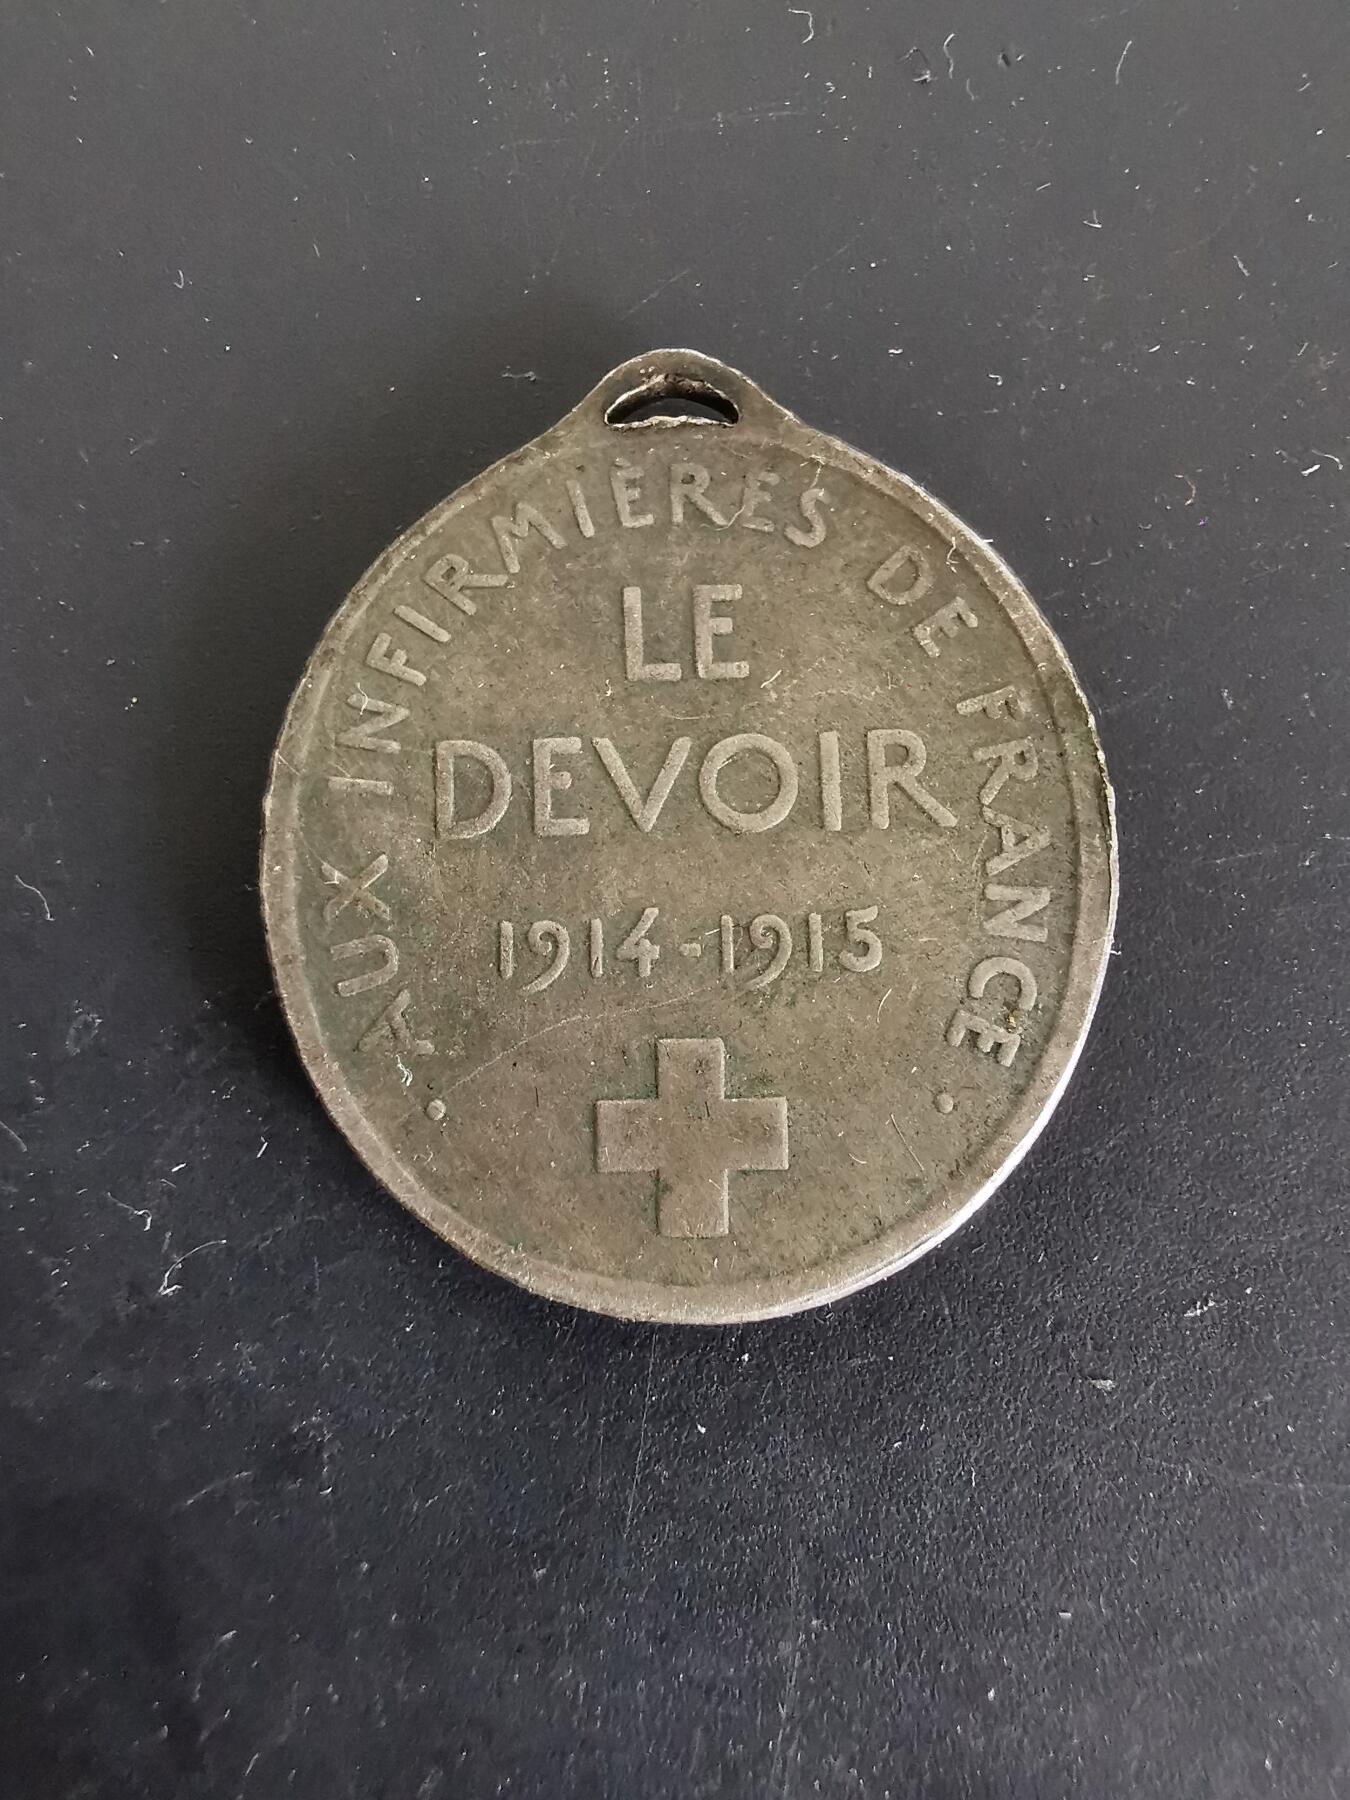 · AUX INFIRMIÈRES DE FRANCE ·
LE
DEVOIR
1914-1915